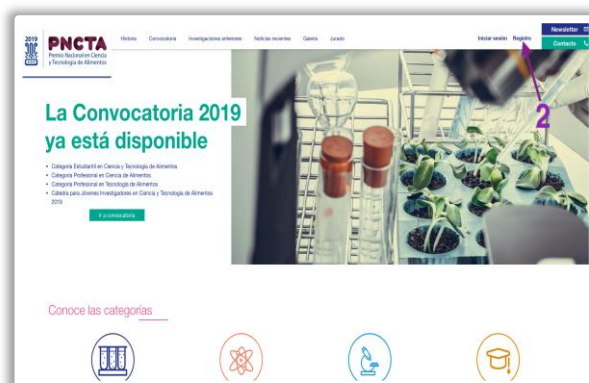 2019
PNCTA
Premio Nacional en Ciencia
y Tecnología de Alimentos
Historia Convocatoria Investigaciones anteriores Noticias recientes Galería Jurado
Iniciar sesión Registro
Newsletter
Contacto
2
La Convocatoria 2019
ya está disponible
• Categoría Estudiantil en Ciencia y Tecnología de Alimentos
• Categoría Profesional en Ciencia de Alimentos
• Categoría Profesional en Tecnología de Alimentos
• Cátedra para Jóvenes Investigadores en Ciencia y Tecnología de Alimentos
2019
Ir a convocatoria
Conoce las categorías